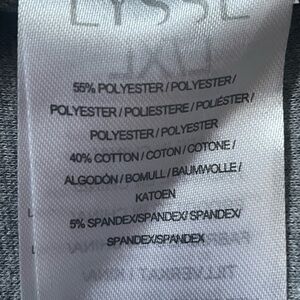 LYSSE
55% POLYESTER / POLYESTER /
POLYESTER / POLIESTERE / POLIÉSTER /
POLYESTER / POLYESTER
40% COTTON / COTON / COTONE /
ALGODÓN / BOMULL / BAUMWOLLE /
KATOEN
5% SPANDEX/SPANDEX/ SPANDEX/
SPANDEX/SPANDEX